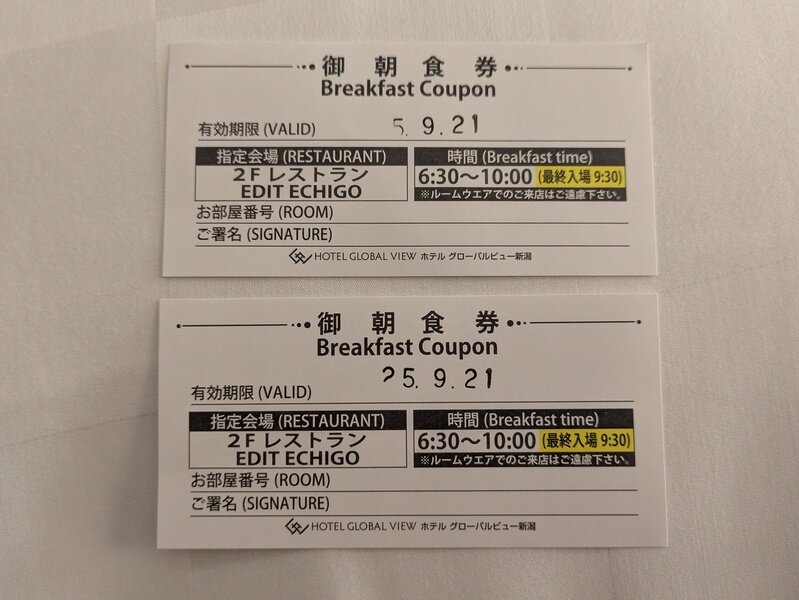 御朝食券
Breakfast Coupon
有効期限 (VALID) 5. 9. 21
指定会場 (RESTAURANT)
2F レストラン
EDIT ECHIGO
時間 (Breakfast time)
6:30～10:00 (最終入場 9:30)
※ルームウエアでのご来店はご遠慮下さい。
お部屋番号 (ROOM)
ご署名 (SIGNATURE)
HOTEL GLOBAL VIEW ホテル グローバルビュー新潟
御朝食券
Breakfast Coupon
有効期限 (VALID) 25. 9. 21
指定会場 (RESTAURANT)
2F レストラン
EDIT ECHIGO
時間 (Breakfast time)
6:30～10:00 (最終入場 9:30)
※ルームウエアでのご来店はご遠慮下さい。
お部屋番号 (ROOM)
ご署名 (SIGNATURE)
HOTEL GLOBAL VIEW ホテル グローバルビュー新潟